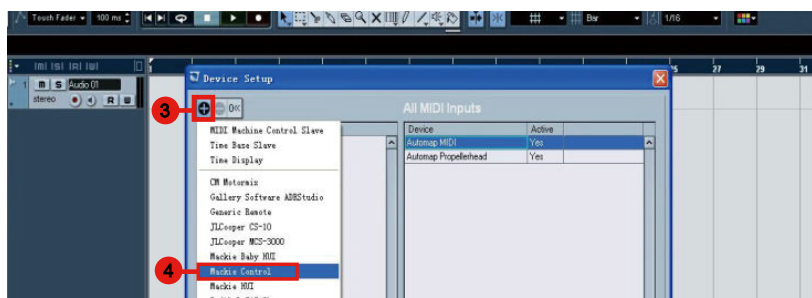 Touch Fader 100 ms Bar 1/16
27 29 31
1 m S Audio 01
stereo R
Device Setup
3
All MIDI Inputs
MIDI Machine Control Slave
Time Base Slave
Time Display
CM Motormix
Gallery Software ADRStudio
Generic Remote
JLCooper CS-10
JLCooper MCS-3000
Mackie Baby HUI
4 Mackie Control
Mackie HUI
Device Active
Automap MIDI Yes
Automap Propellerhead Yes